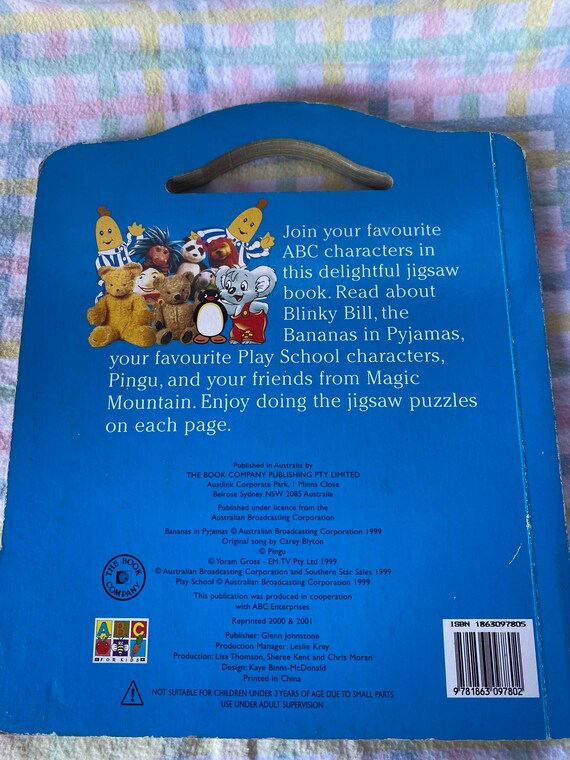 Join your favourite
ABC characters in
this delightful jigsaw
book. Read about
Blinky Bill, the
Bananas in Pyjamas,
your favourite Play School characters,
Pingu, and your friends from Magic
Mountain. Enjoy doing the jigsaw puzzles
on each page.
Published in Australia by
THE BOOK COMPANY PUBLISHING PTY LIMITED
Austlink Corporate Park, 1 Minna Close
Belrose Sydney NSW 2085 Australia
Published under licence from the
Australian Broadcasting Corporation
Bananas in Pyjamas © Australian Broadcasting Corporation 1999
Original song by Carey Blyton
© Pingu
© Yoram Gross - EM.TV Pty Ltd 1999
© Australian Broadcasting Corporation and Southern Star Sales 1999
Play School © Australian Broadcasting Corporation 1999
This publication was produced in cooperation
with ABC Enterprises
Reprinted 2000 & 2001
Publisher: Glenn Johnstone
Production Manager: Leslie Krey
Production: Lisa Thomson, Sheree Kent and Chris Moran
Design: Kaye Binns-McDonald
Printed in China
NOT SUITABLE FOR CHILDREN UNDER 3 YEARS OF AGE DUE TO SMALL PARTS
USE UNDER ADULT SUPERVISION
THE BOOK
COMPANY
ABC
FOR KIDS
ISBN 1863097805
9 781863 097802